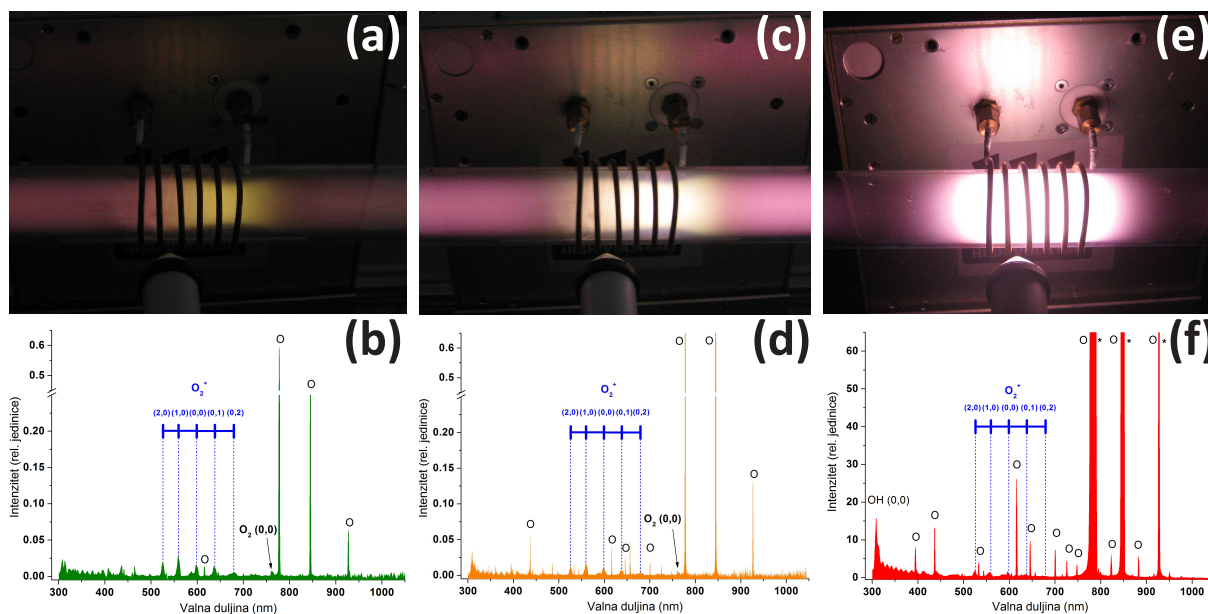 (a)
(c)
(e)
(b)
0.6
0.5
0.20
0.15
0.10
0.05
0.00
Intenzitet (rel. jedinice)
O₂⁺
(2,0) (1,0) (0,0) (0,1) (0,2)
O
O
O
O
O₂ (0,0)
300 400 500 600 700 800 900 1000
Valna duljina (nm)
(d)
0.6
0.5
0.20
0.15
0.10
0.05
0.00
Intenzitet (rel. jedinice)
O₂⁺
(2,0) (1,0) (0,0) (0,1) (0,2)
O O
O
O
O O O
O₂ (0,0)
300 400 500 600 700 800 900 1000
Valna duljina (nm)
(f)
60
50
40
30
20
10
0
Intenzitet (rel. jedinice)
O₂⁺
(2,0) (1,0) (0,0) (0,1) (0,2)
O * O * O *
O
OH (0,0)
O
O O O O O O O
300 400 500 600 700 800 900 1000
Valna duljina (nm)